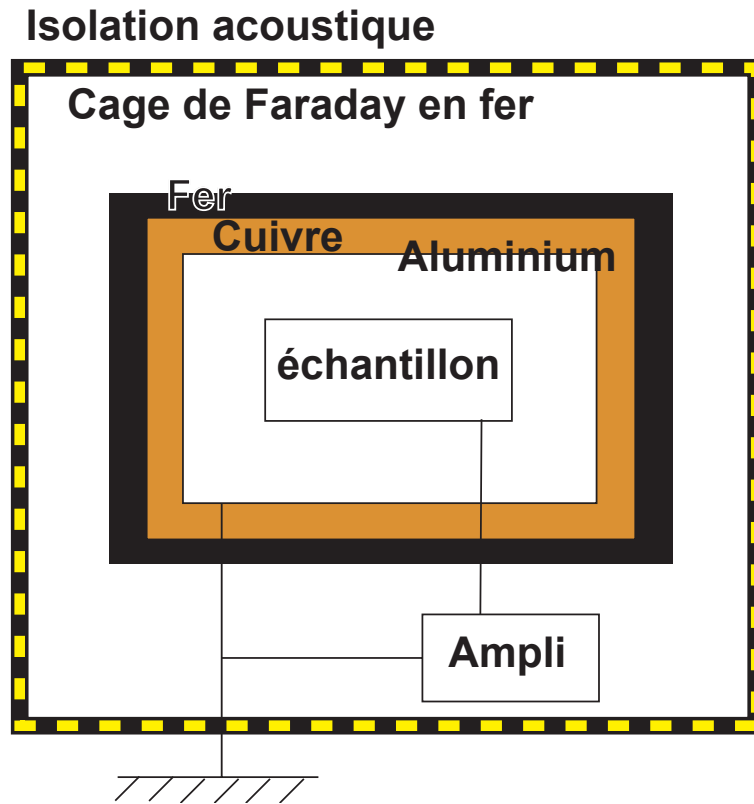 Isolation acoustique
Cage de Faraday en fer
Fer
Cuivre
Aluminium
échantillon
Ampli